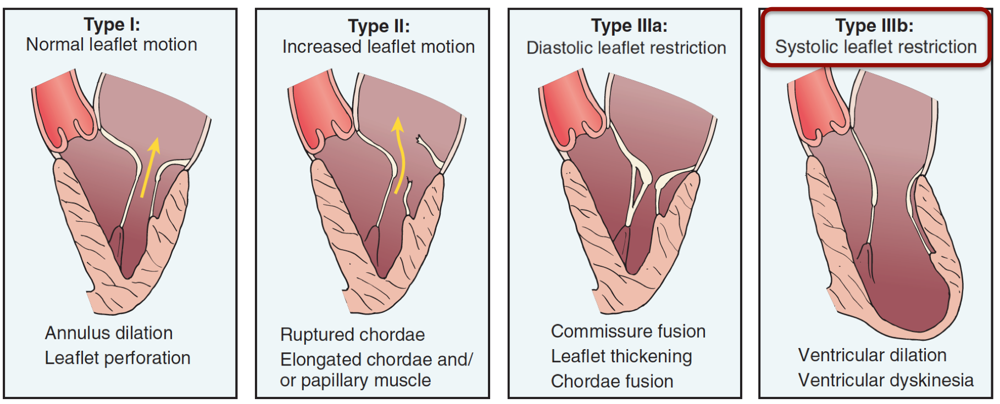 Type I:
Normal leaflet motion
Annulus dilation
Leaflet perforation
Type II:
Increased leaflet motion
Ruptured chordae
Elongated chordae and/
or papillary muscle
Type IIIa:
Diastolic leaflet restriction
Commissure fusion
Leaflet thickening
Chordae fusion
Type IIIb:
Systolic leaflet restriction
Ventricular dilation
Ventricular dyskinesia